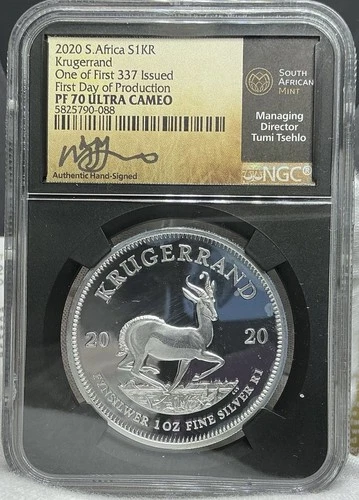 2020 S.Africa S1KR
Krugerrand
One of First 337 Issued
First Day of Production
PF 70 ULTRA CAMEO
5825790-088
Authentic Hand-Signed
SOUTH
AFRICAN
MINT
Managing
Director
Tumi Tsehlo
NGC®
KRUGERRAND
20 20
FYNSILWER 1 OZ FINE SILVER R1